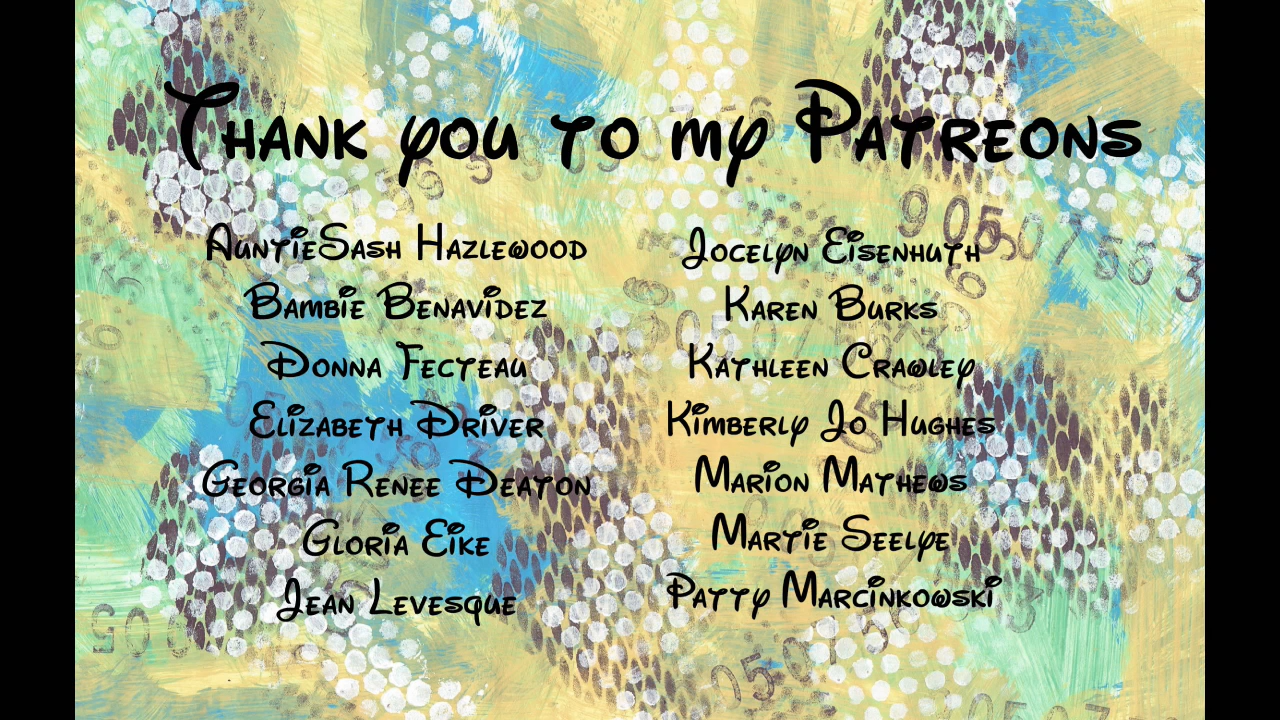 Thank you to my Patreons
AuntieSash Hazlewood
Bambie Benavidez
Donna Fecteau
Elizabeth Driver
Georgia Renee Deaton
Gloria Eike
Jean Levesque
Jocelyn Eisenhuth
Karen Burks
Kathleen Crawley
Kimberly Jo Hughes
Marion Mathews
Martie Seelye
Patty Marcinkowski